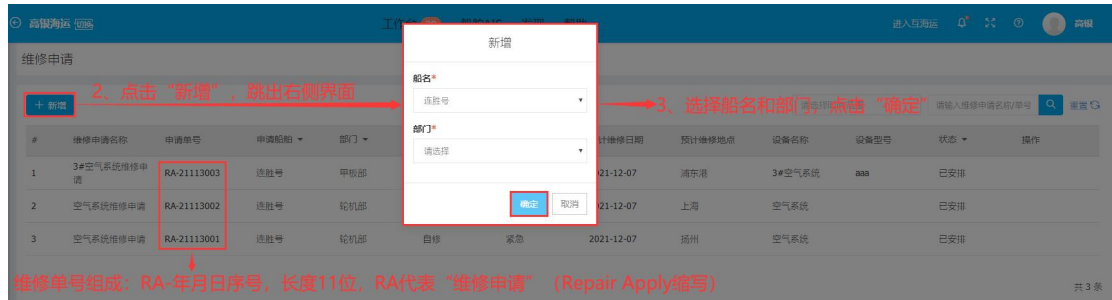 高银海运
工作台
帮助
进入互海运
高银
维修申请
新增
船名*
连胜号
部门*
请选择
确定
取消
+ 新增
2、点击“新增”，跳出右侧界面
3、选择船名和部门，点击“确定”
请输入维修申请名称/单号
重置
# 维修申请名称 申请单号 申请船舶 部门 计维修日期 预计维修地点 设备名称 设备型号 状态 操作
1 3#空气系统维修申请 RA-21113003 连胜号 甲板部 021-12-07 浦东港 3#空气系统 aaa 已安排
2 空气系统维修申请 RA-21113002 连胜号 轮机部 021-12-07 上海 空气系统 已安排
3 空气系统维修申请 RA-21113001 连胜号 轮机部 自修 紧急 2021-12-07 扬州 空气系统 已安排
维修单号组成：RA-年月日序号，长度11位，RA代表“维修申请”（Repair Apply缩写）
共 3 条